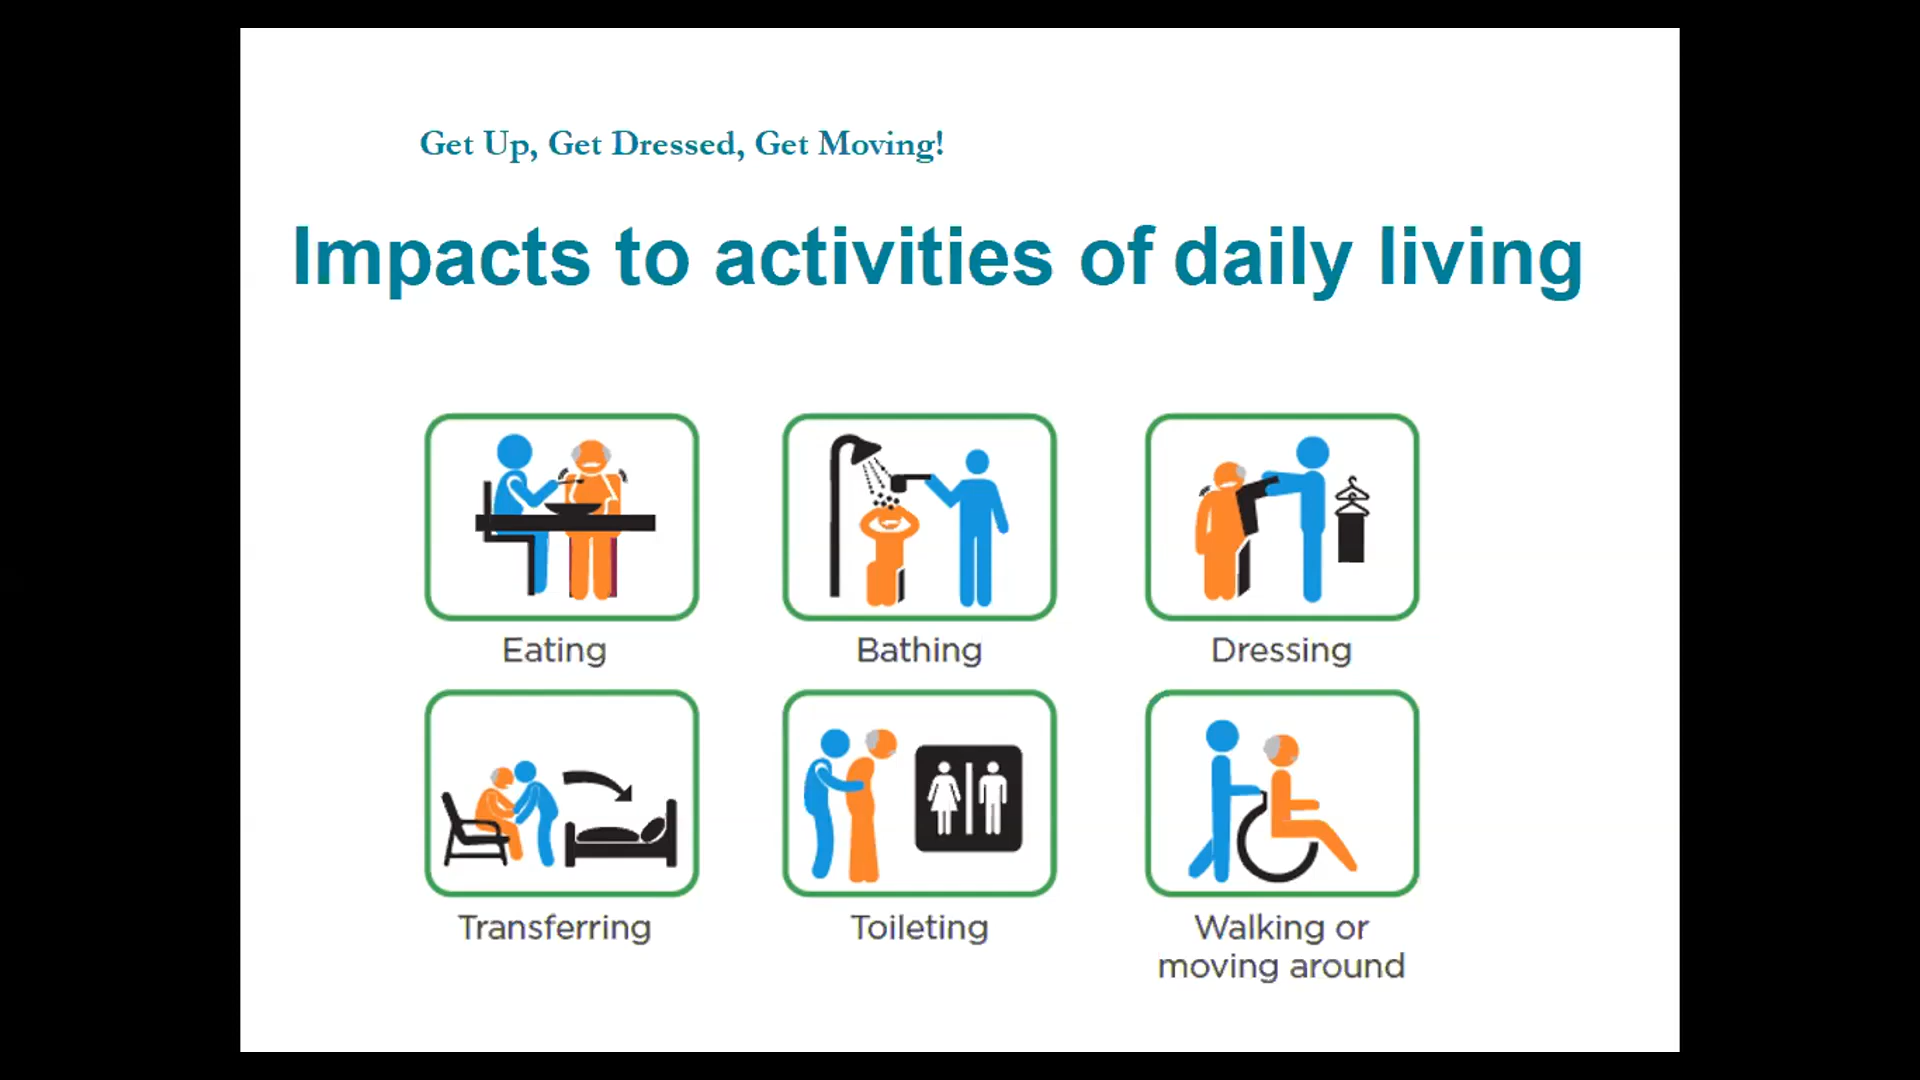 Get Up, Get Dressed, Get Moving!
Impacts to activities of daily living
Eating
Bathing
Dressing
Transferring
Toileting
Walking or
moving around